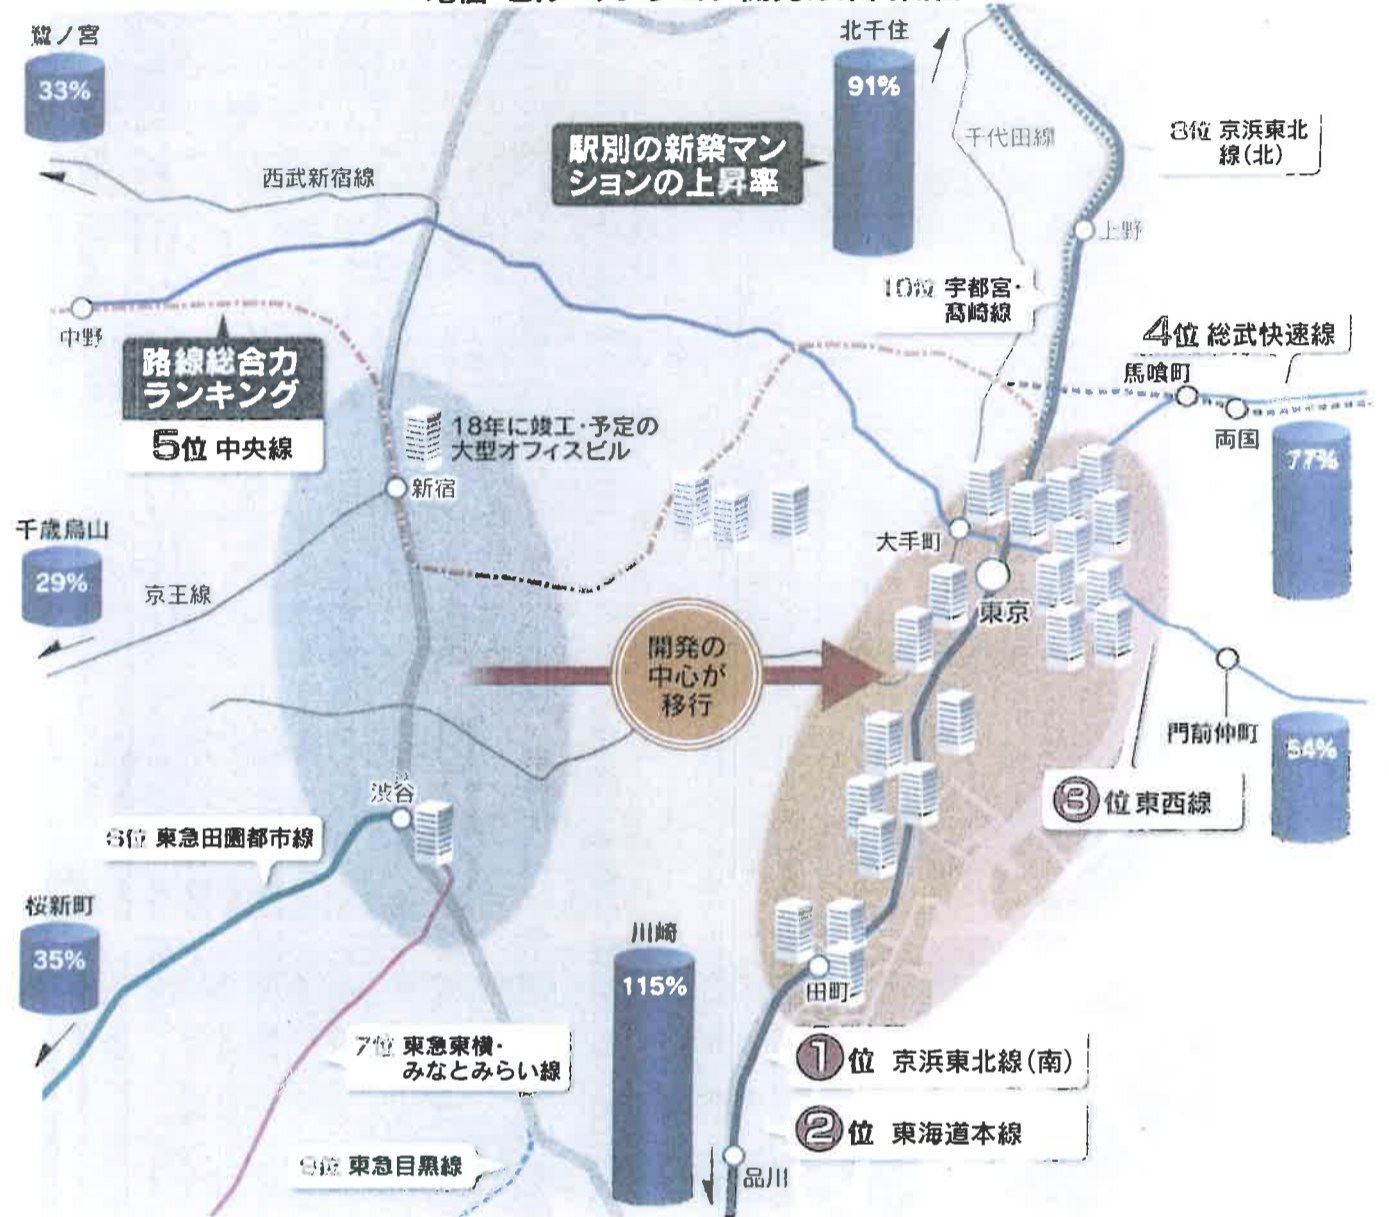 鷺ノ宮
33%
西武新宿線
北千住
91%
駅別の新築マン
ションの上昇率
千代田線
8位 京浜東北
線(北)
上野
10位 宇都宮・
高崎線
4位 総武快速線
馬喰町
両国
77%
中野
路線総合力
ランキング
5位 中央線
18年に竣工・予定の
大型オフィスビル
新宿
千歳烏山
29%
京王線
大手町
東京
開発の
中心が
移行
門前仲町
54%
3位 東西線
渋谷
6位 東急田園都市線
桜新町
35%
川崎
115%
田町
7位 東急東横・
みなとみらい線
1位 京浜東北線(南)
2位 東海道本線
9位 東急目黒線
品川